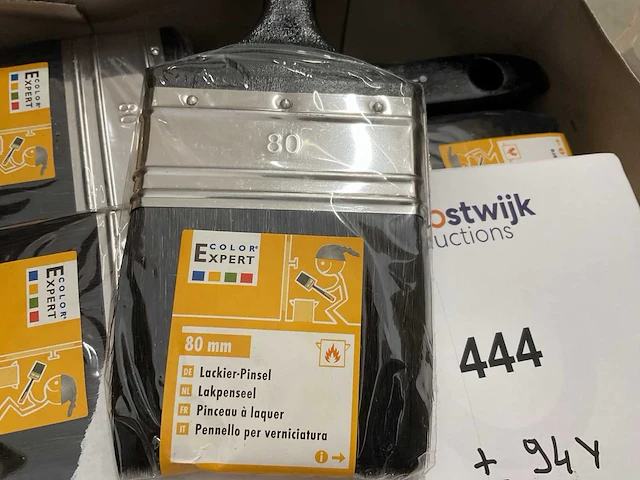 80
COLOR
EXPERT
80 mm
DE Lackier-Pinsel
NL Lakpenseel
FR Pinceau à laquer
IT Pennello per verniciatura
i
ostwijk
uctions
444
+ 94Y
COLOR
EXPERT
80
COLOR
EXPERT